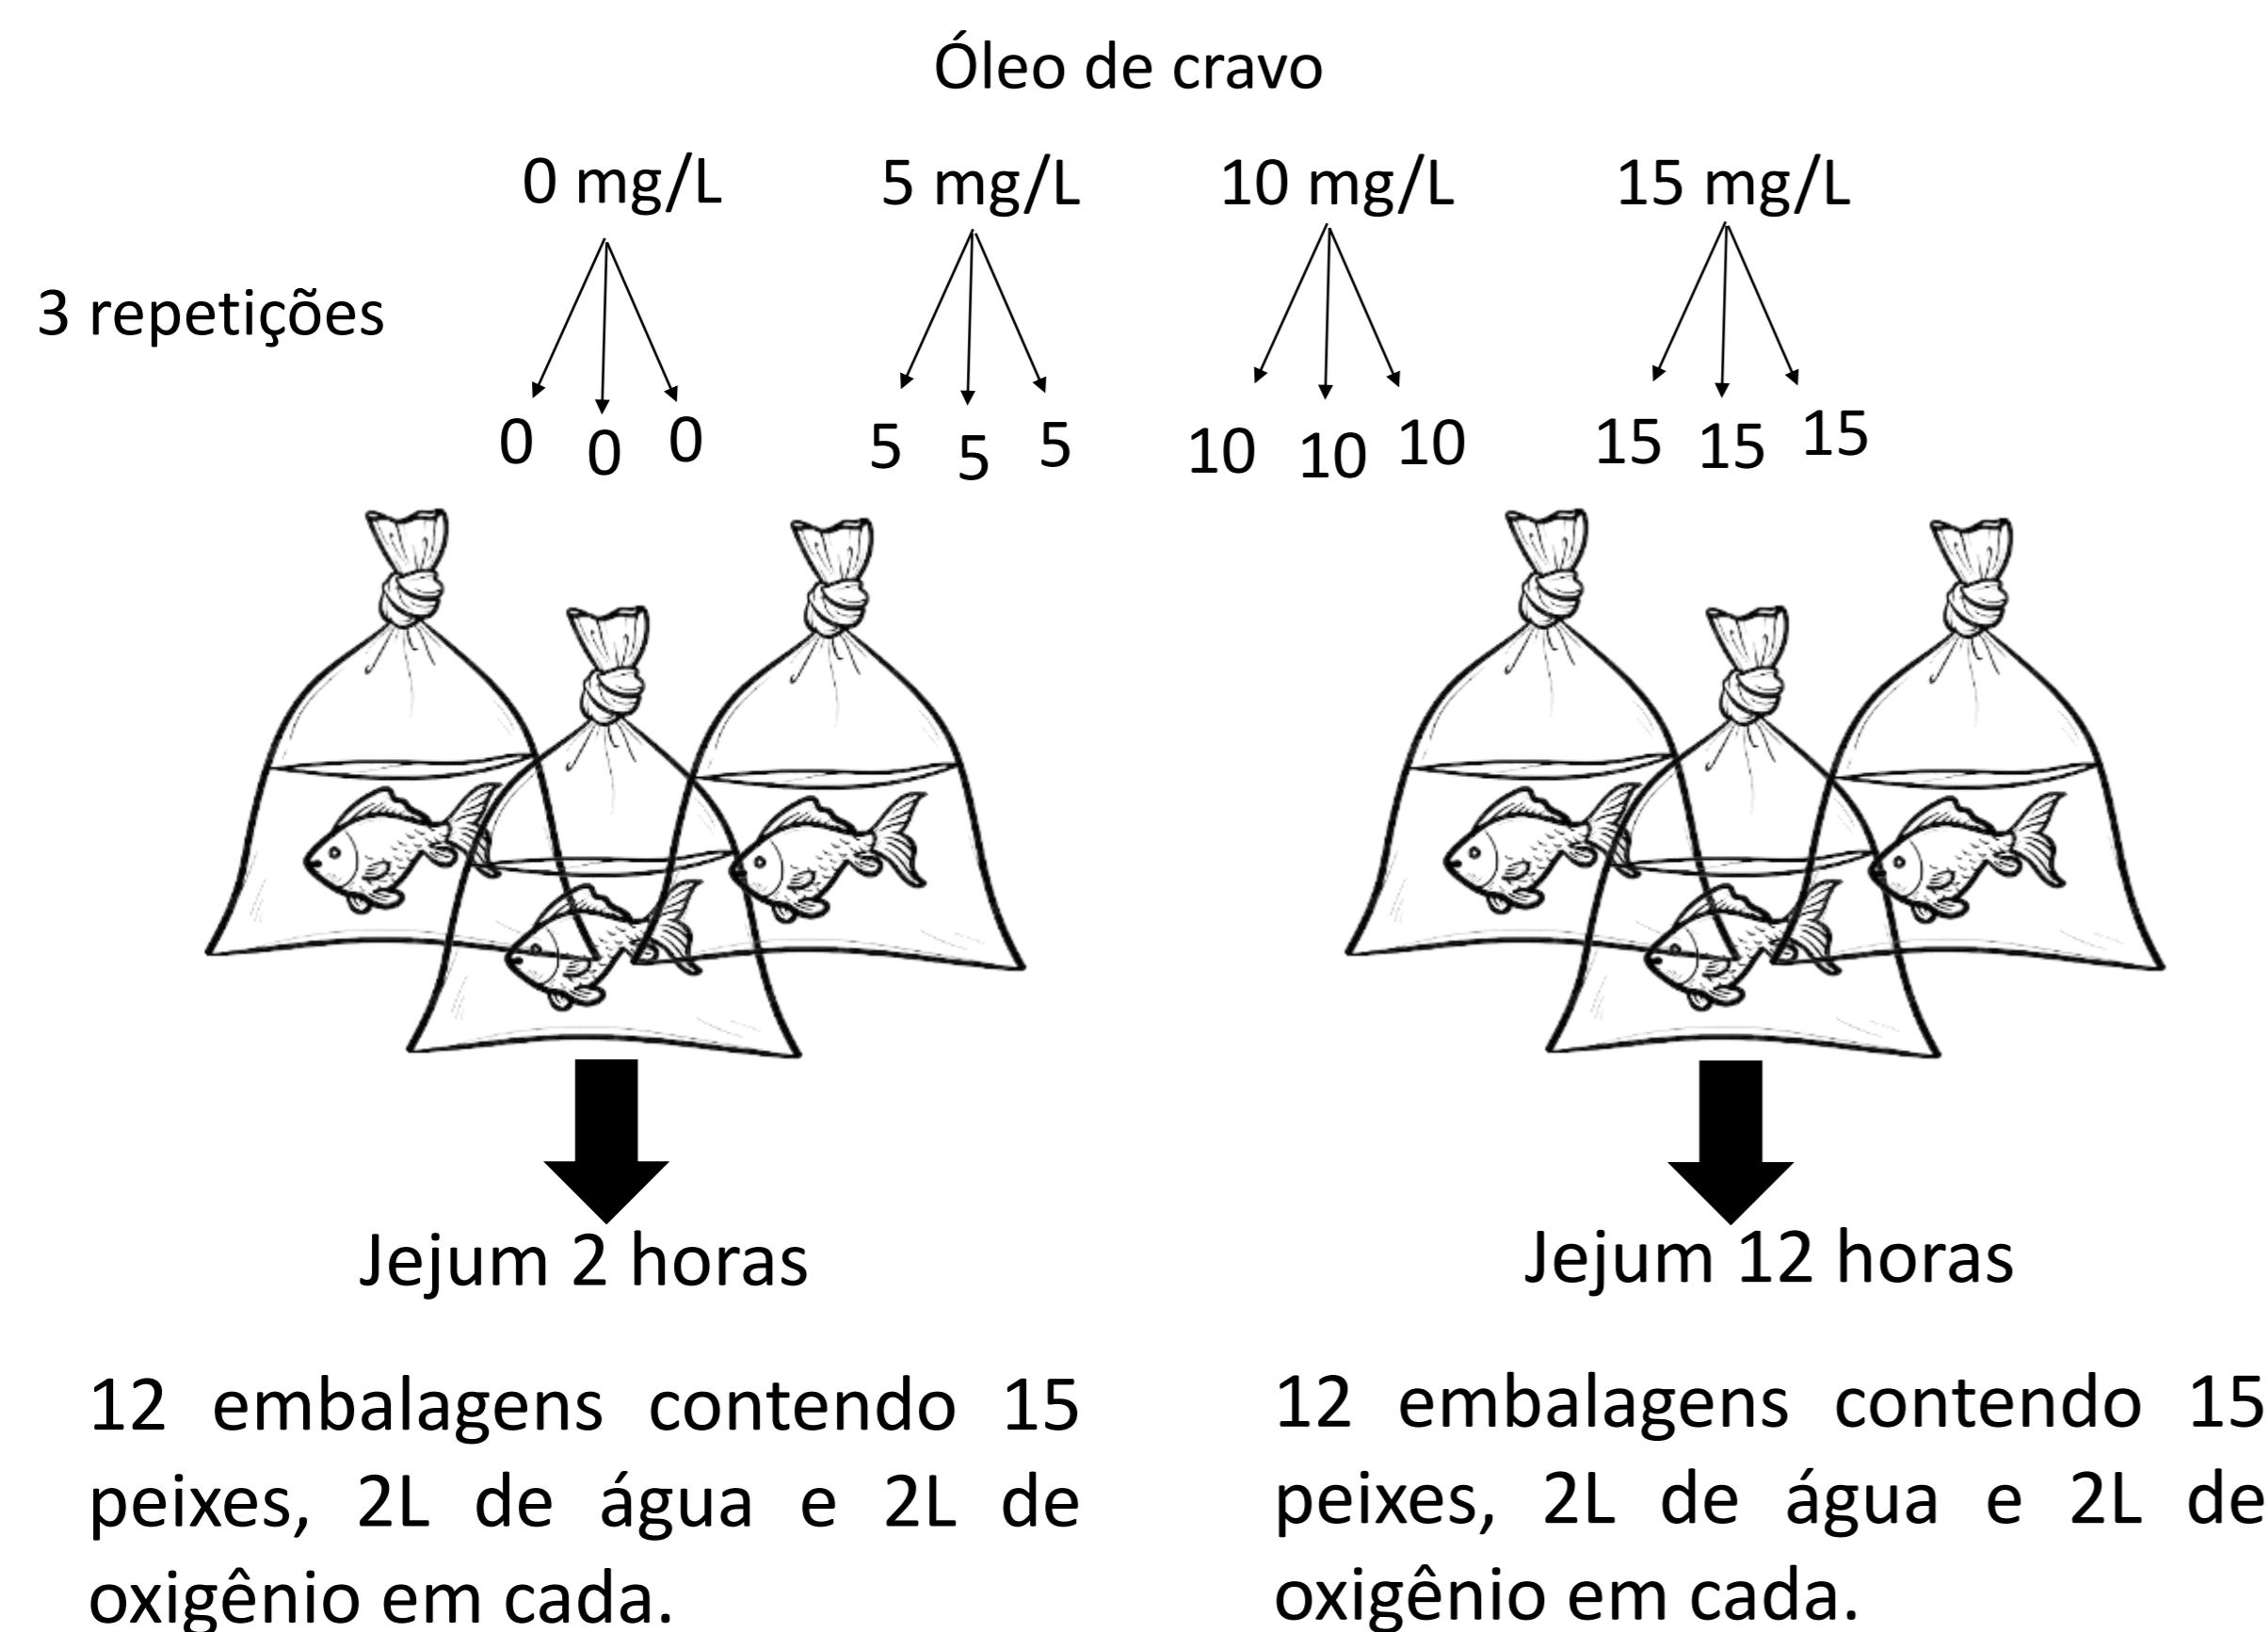 Óleo de cravo
0 mg/L 5 mg/L 10 mg/L 15 mg/L
3 repetições
0 0 0 5 5 5 10 10 10 15 15 15
Jejum 2 horas
12 embalagens contendo 15
peixes, 2L de água e 2L de
oxigênio em cada.
Jejum 12 horas
12 embalagens contendo 15
peixes, 2L de água e 2L de
oxigênio em cada.